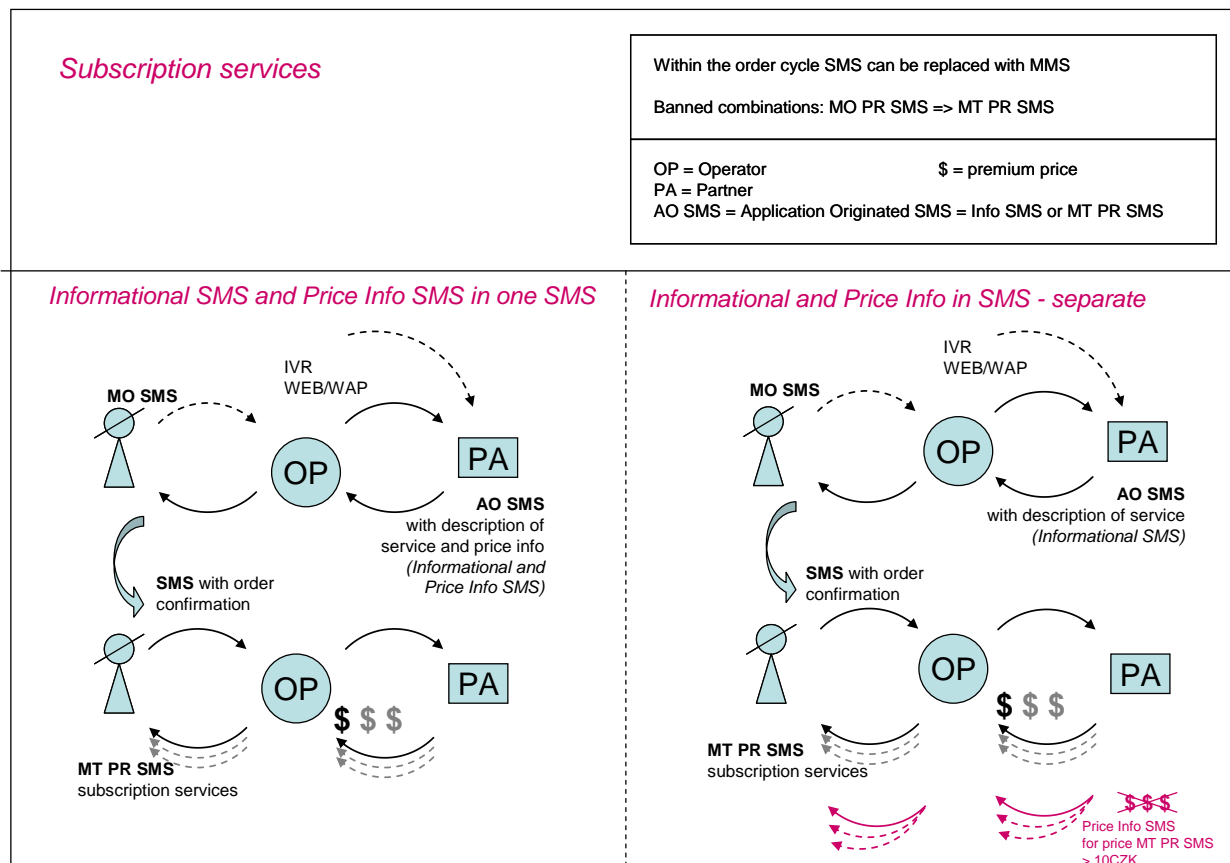 Subscription services
Within the order cycle SMS can be replaced with MMS
Banned combinations: MO PR SMS => MT PR SMS
OP = Operator $ = premium price
PA = Partner
AO SMS = Application Originated SMS = Info SMS or MT PR SMS
Informational SMS and Price Info SMS in one SMS
IVR
WEB/WAP
MO SMS
OP
PA
AO SMS
with description of
service and price info
(Informational and
Price Info SMS)
SMS with order
confirmation
OP
PA
$ $ $
MT PR SMS
subscription services
Informational and Price Info in SMS - separate
IVR
WEB/WAP
MO SMS
OP
PA
AO SMS
with description of service
(Informational SMS)
SMS with order
confirmation
OP
PA
$ $ $
MT PR SMS
subscription services
$ $ $
Price Info SMS
for price MT PR SMS
> 10CZK